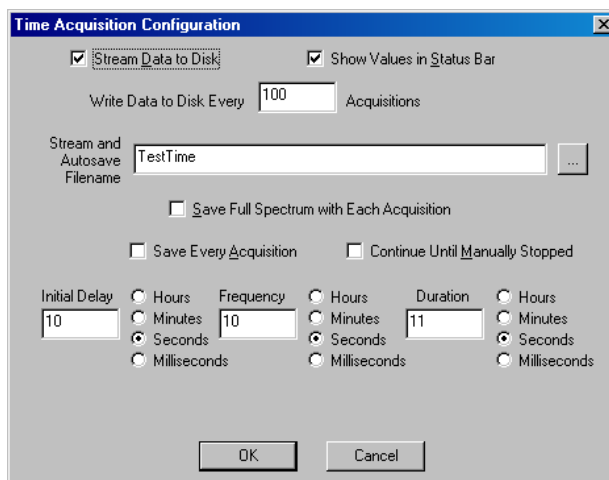 Time Acquisition Configuration
Stream Data to Disk
Show Values in Status Bar
Write Data to Disk Every 100 Acquisitions
Stream and
Autosave
Filename
TestTime
...
Save Full Spectrum with Each Acquisition
Save Every Acquisition
Continue Until Manually Stopped
Initial Delay
10
Hours
Minutes
Seconds
Milliseconds
Frequency
10
Hours
Minutes
Seconds
Milliseconds
Duration
11
Hours
Minutes
Seconds
Milliseconds
OK
Cancel